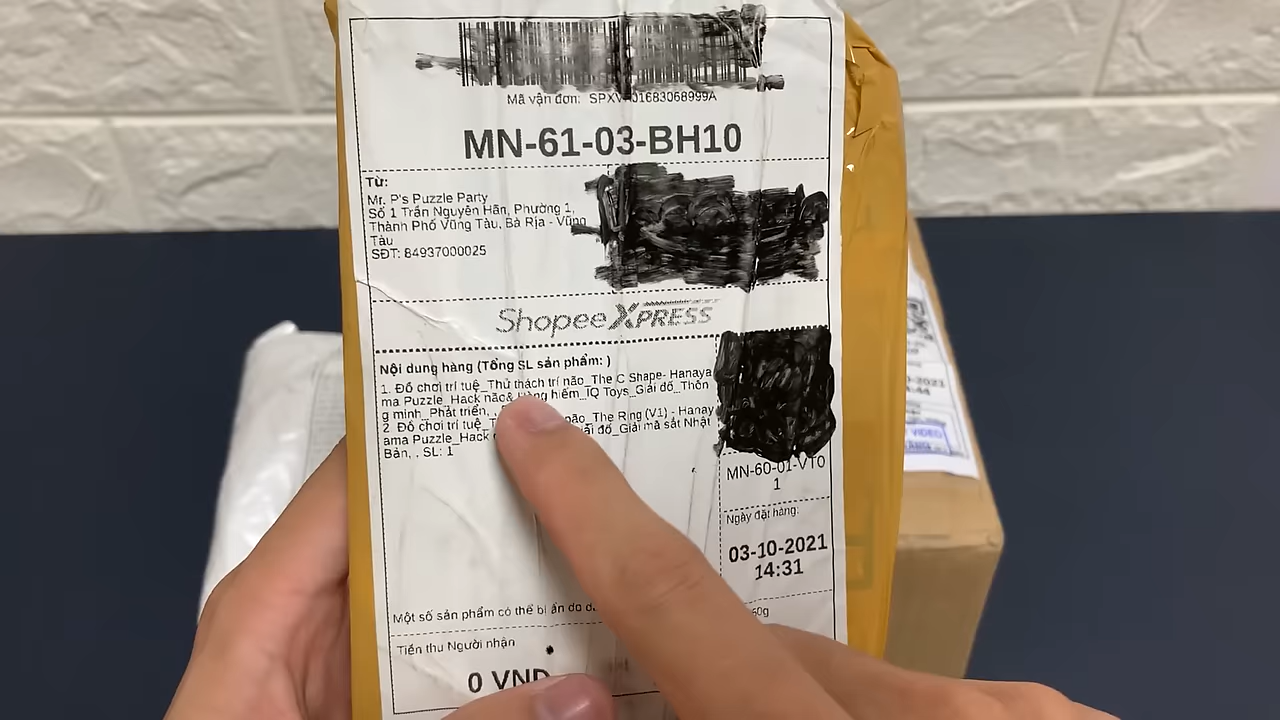 Mã vận đơn: 01683068999A
MN-61-03-BH10
Từ:
Mr. P's Puzzle Party
Số 1 Trần Nguyên Hãn, Phường 1,
Thành Phố Vũng Tàu, Bà Rịa - Vũng
Tàu
SĐT: 84937000025
Shopee XPRESS
Nội dung hàng (Tổng SL sản phẩm: )
1. Đồ chơi trí tuệ_Thử thách trí não_The C Shape- Hanaya
ma Puzzle_Hack não& hiểm_IQ Toys_Giải đố_Thôn
g minh_Phát triển, ,
2. Đồ chơi trí tuệ_ não_The Ring (V1) - Hanay
ama Puzzle_Hack đố_Giải mã sắt Nhật
Bản, , SL: 1
MN-60-01-VT0
1
Ngày đặt hàng:
03-10-2021
14:31
Một số sản phẩm có thể bị ẩn do
Tiền thu Người nhận
0 VND
VIDEO